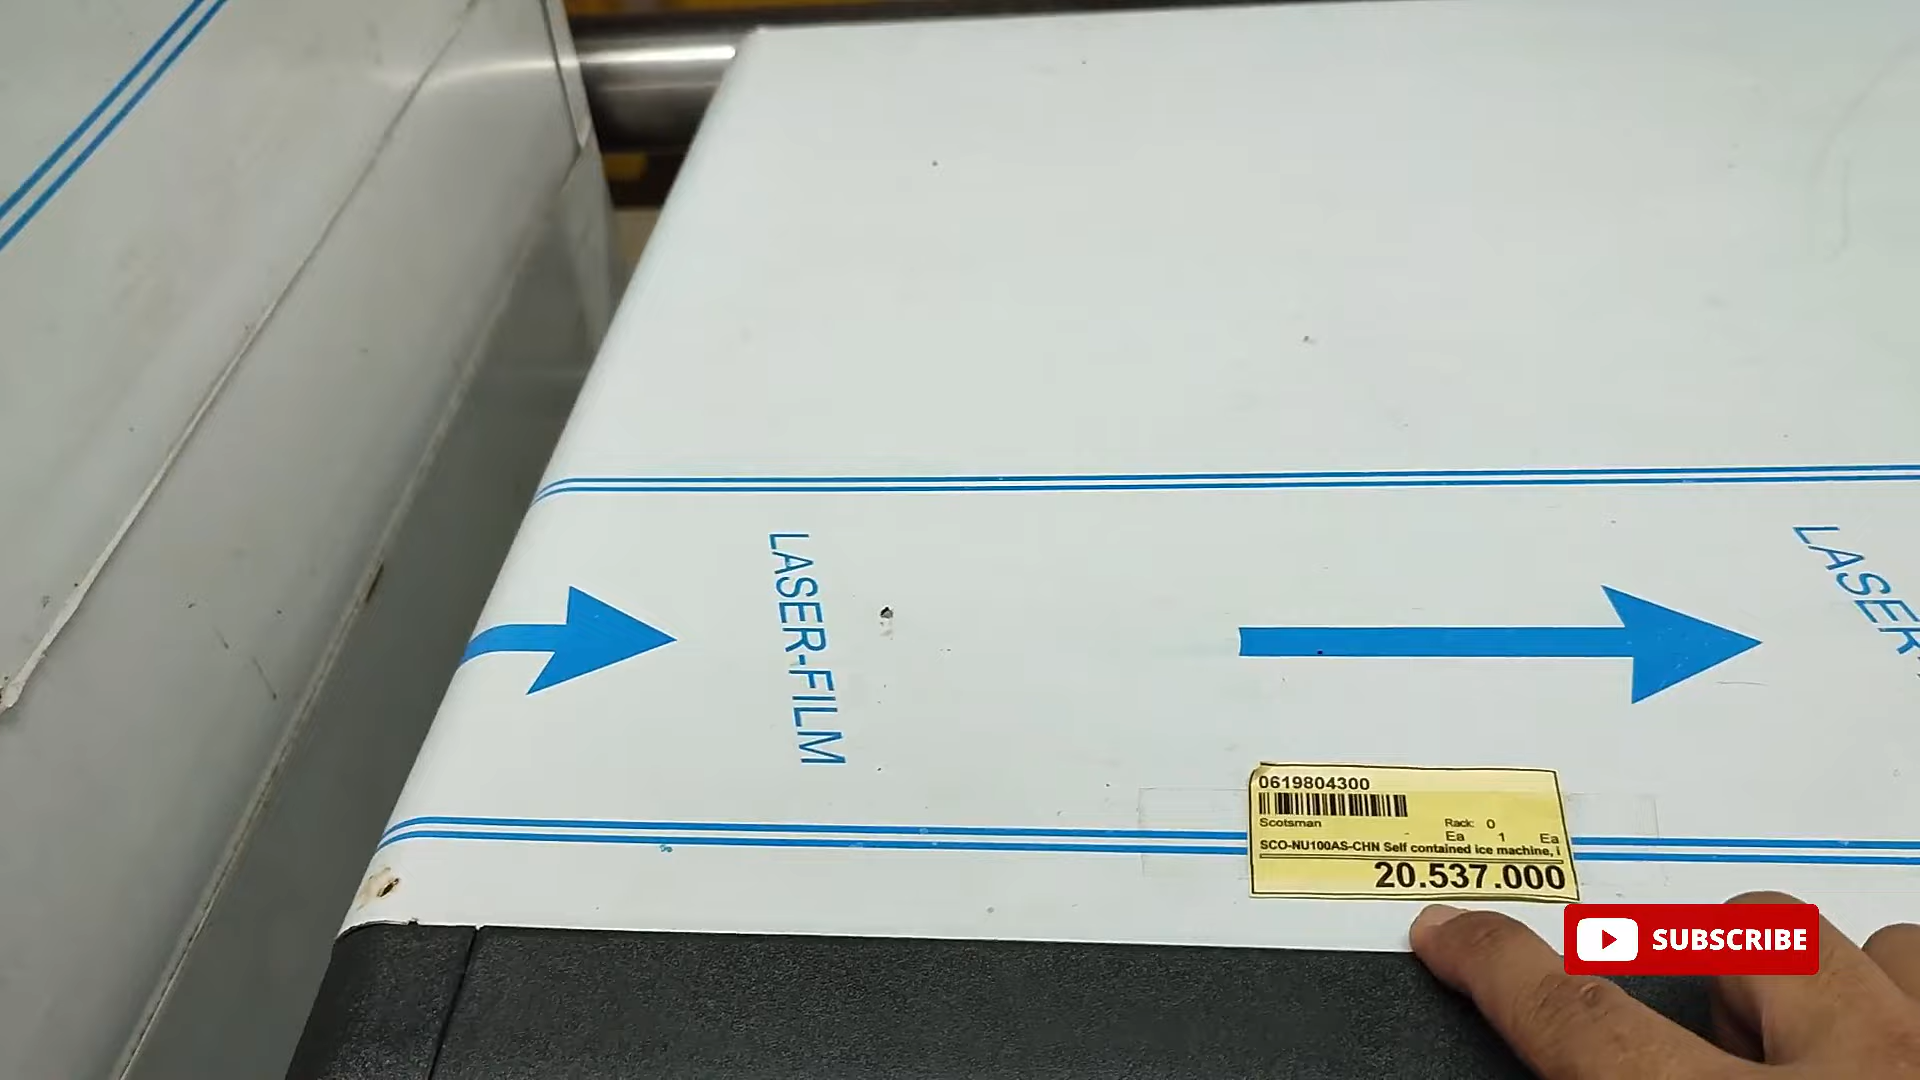 LASER-FILM
LASER
0619804300
Scotsman
Rack: 0
Ea 1 Ea
SCO-NU100AS-CHN Self contained ice machine, i
20.537.000
SUBSCRIBE